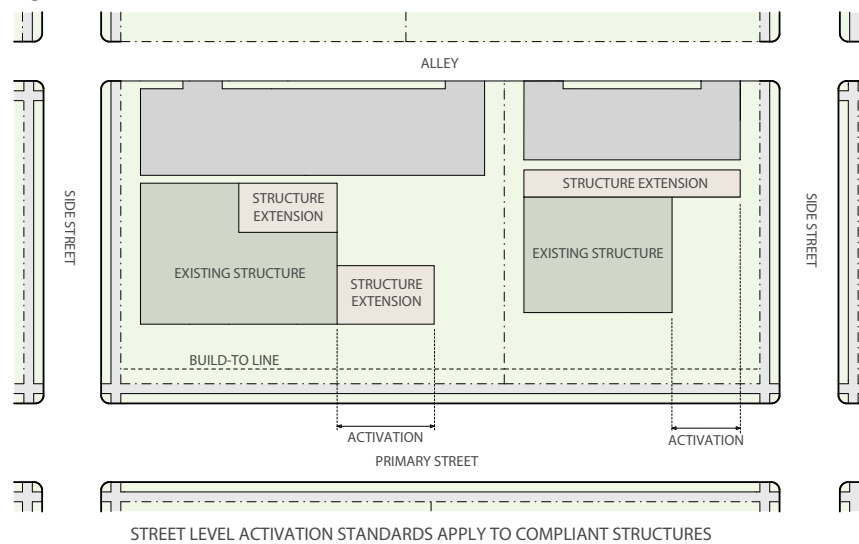 ALLEY
SIDE STREET
STRUCTURE
EXTENSION
STRUCTURE EXTENSION
SIDE STREET
EXISTING STRUCTURE
EXISTING STRUCTURE
STRUCTURE
EXTENSION
BUILD-TO LINE
ACTIVATION
ACTIVATION
PRIMARY STREET
STREET LEVEL ACTIVATION STANDARDS APPLY TO COMPLIANT STRUCTURES